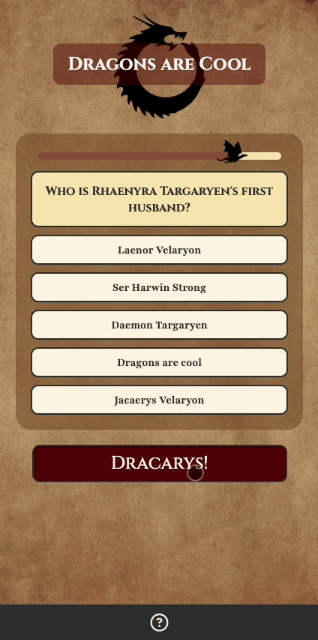 Dragons are Cool
Who is Rhaenyra Targaryen's first
husband?
Laenor Velaryon
Ser Harwin Strong
Daemon Targaryen
Dragons are cool
Jacaerys Velaryon
Dracarys!
?